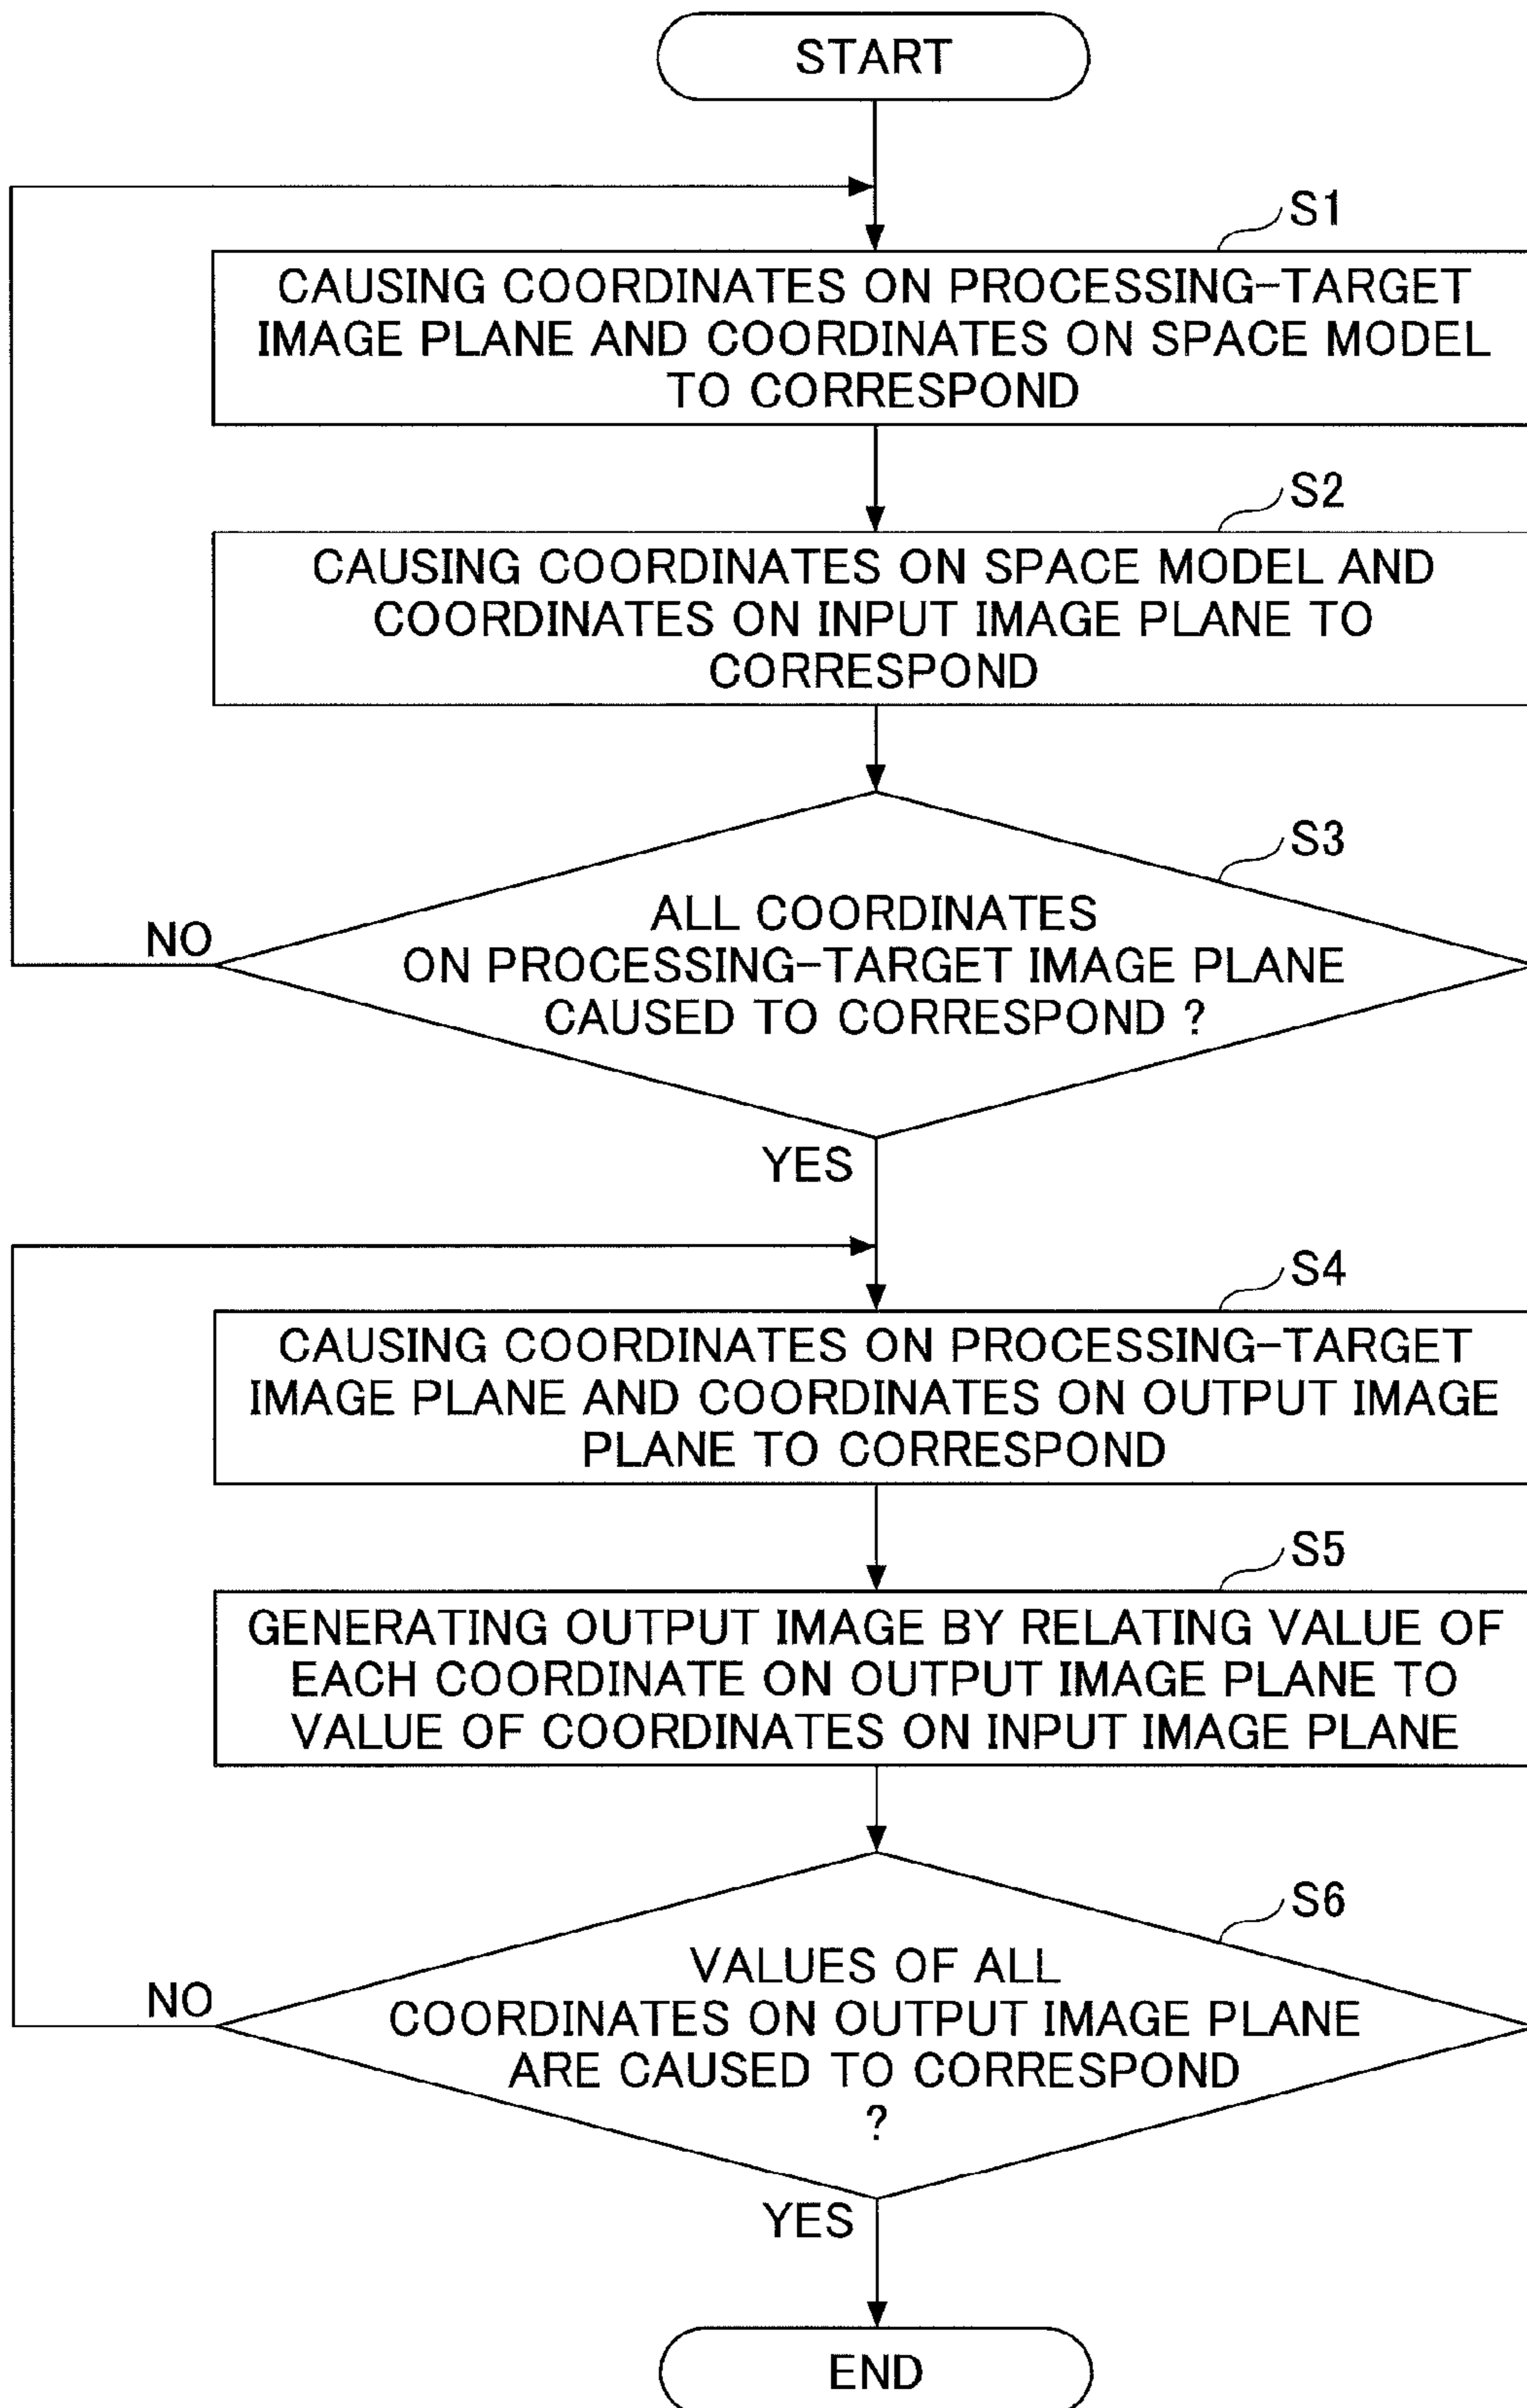 START
S1
CAUSING COORDINATES ON PROCESSING-TARGET
IMAGE PLANE AND COORDINATES ON SPACE MODEL
TO CORRESPOND
S2
CAUSING COORDINATES ON SPACE MODEL AND
COORDINATES ON INPUT IMAGE PLANE TO
CORRESPOND
S3
ALL COORDINATES
ON PROCESSING-TARGET IMAGE PLANE
CAUSED TO CORRESPOND ?
NO
YES
S4
CAUSING COORDINATES ON PROCESSING-TARGET
IMAGE PLANE AND COORDINATES ON OUTPUT IMAGE
PLANE TO CORRESPOND
S5
GENERATING OUTPUT IMAGE BY RELATING VALUE OF
EACH COORDINATE ON OUTPUT IMAGE PLANE TO
VALUE OF COORDINATES ON INPUT IMAGE PLANE
S6
VALUES OF ALL
COORDINATES ON OUTPUT IMAGE PLANE
ARE CAUSED TO CORRESPOND
?
NO
YES
END